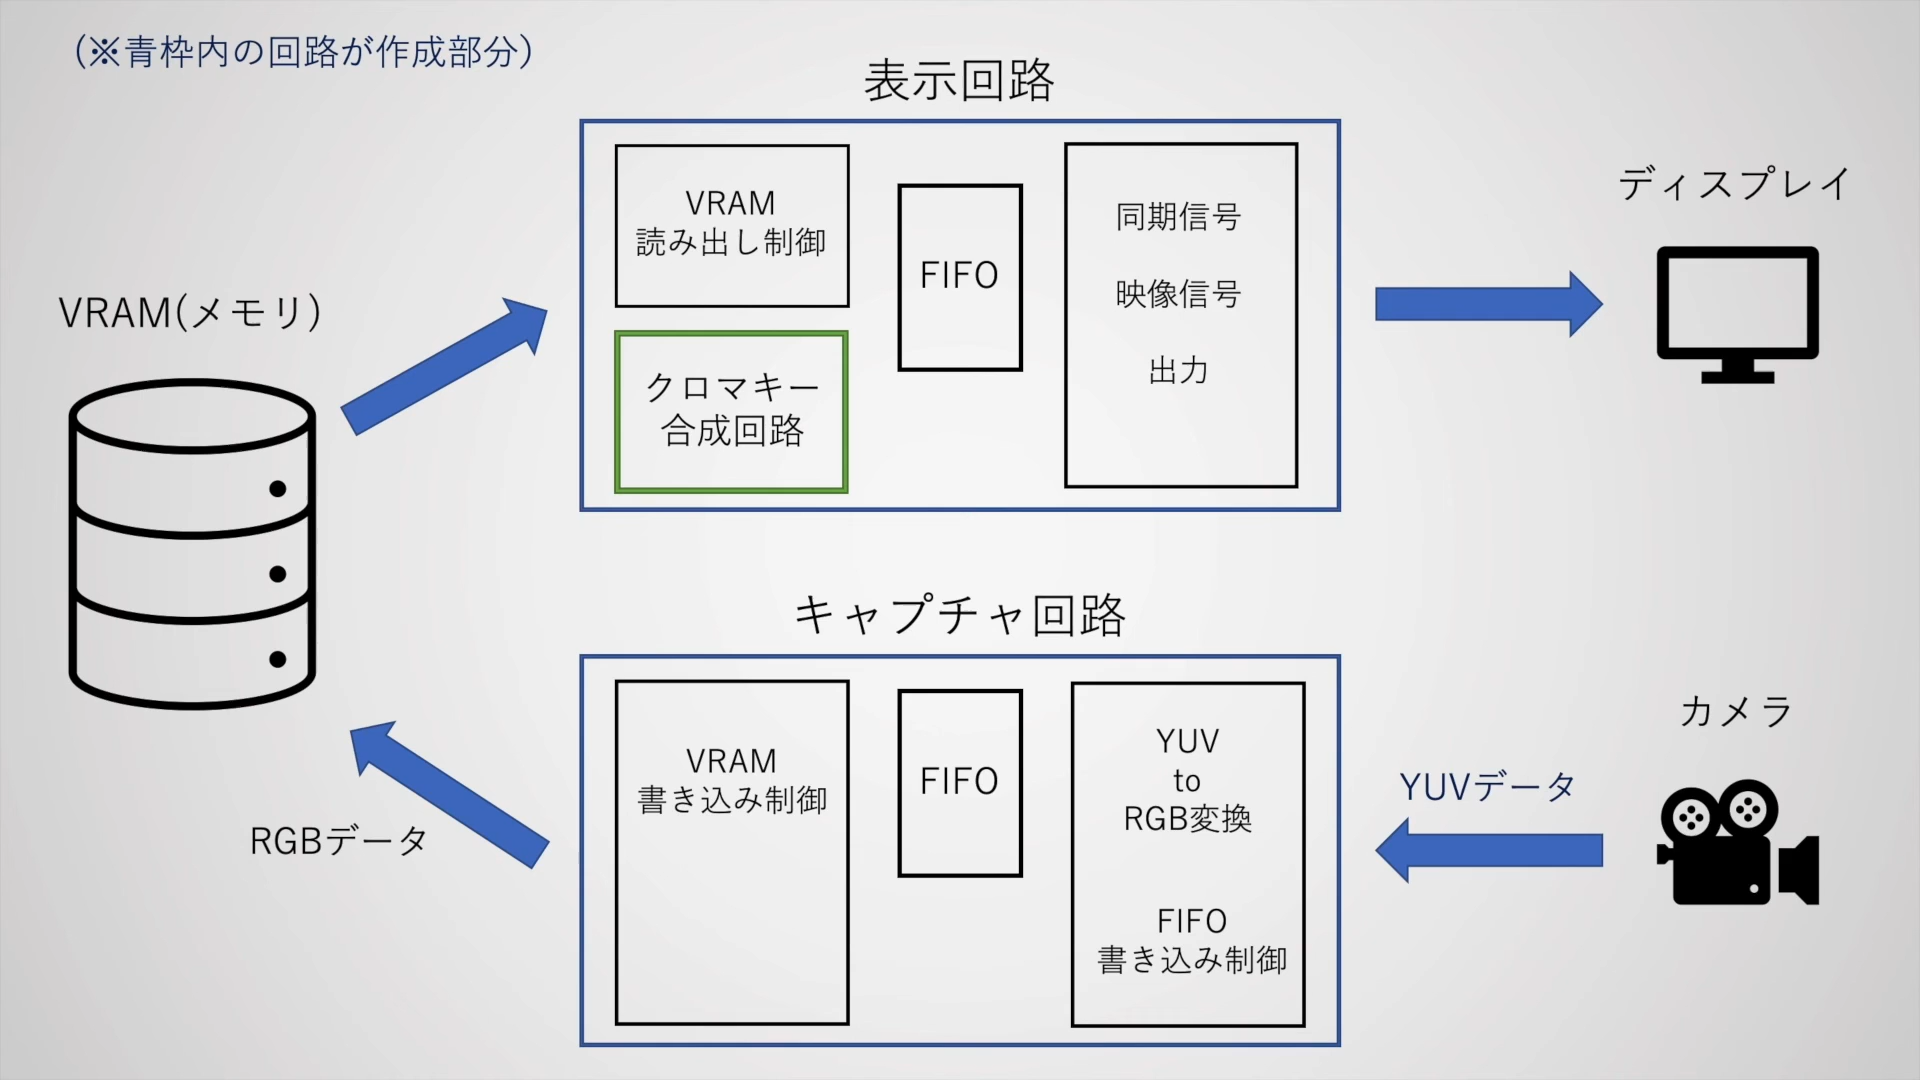 (※青枠内の回路が作成部分)
表示回路
VRAM
読み出し制御
クロマキー
合成回路
FIFO
同期信号
映像信号
出力
ディスプレイ
VRAM(メモリ)
キャプチャ回路
VRAM
書き込み制御
FIFO
YUV
to
RGB変換
FIFO
書き込み制御
カメラ
YUVデータ
RGBデータ